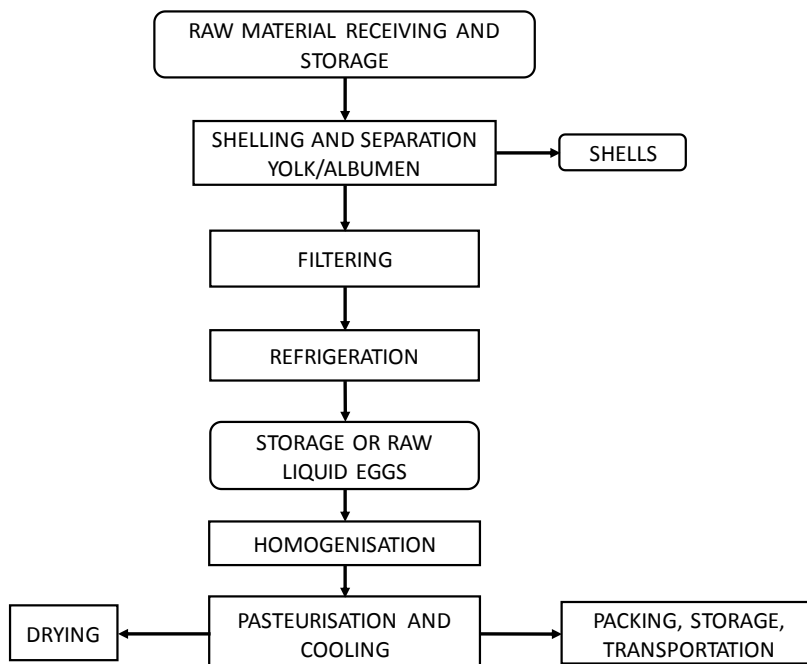 RAW MATERIAL RECEIVING AND
STORAGE
SHELLING AND SEPARATION
YOLK/ALBUMEN
SHELLS
FILTERING
REFRIGERATION
STORAGE OR RAW
LIQUID EGGS
HOMOGENISATION
DRYING
PASTEURISATION AND
COOLING
PACKING, STORAGE,
TRANSPORTATION